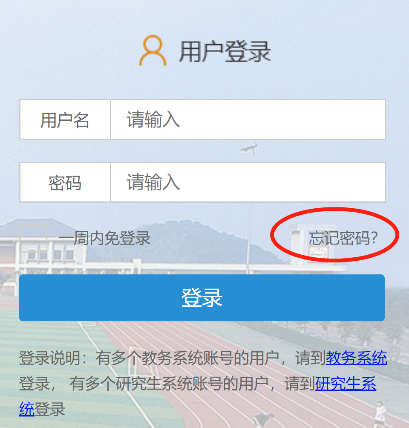 用户登录
用户名 请输入
密码 请输入
一周内免登录 忘记密码?
登录
登录说明：有多个教务系统账号的用户，请到教务系统
登录， 有多个研究生系统账号的用户，请到研究生系
统登录